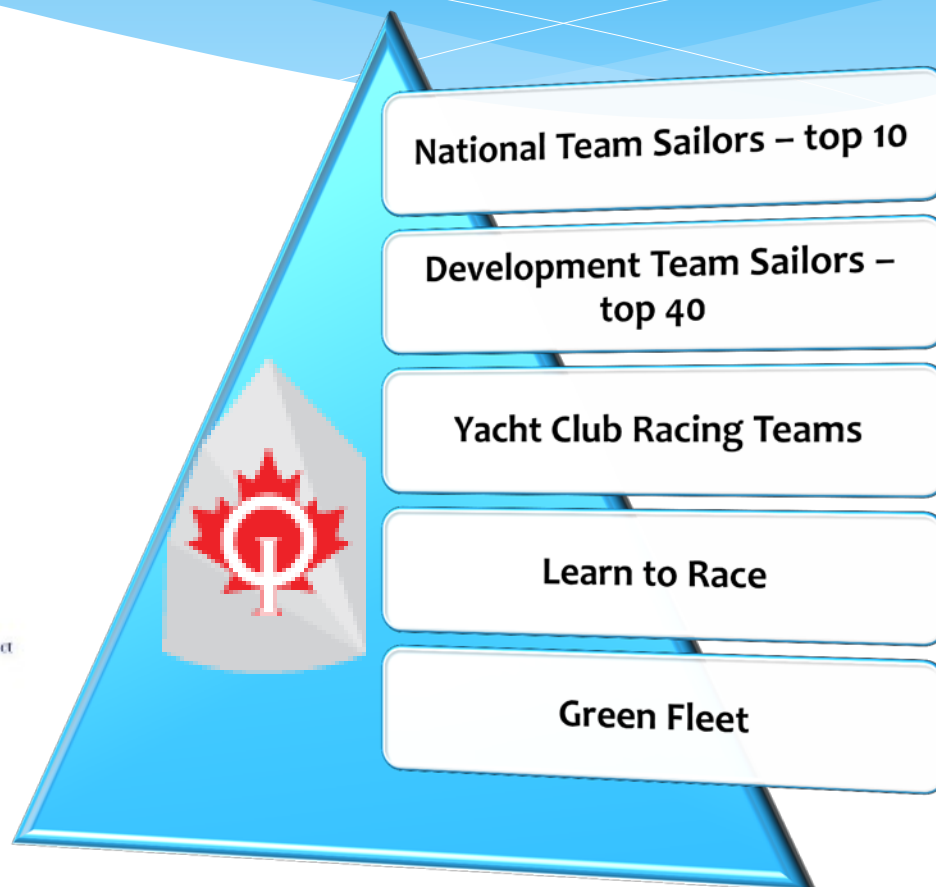 National Team Sailors – top 10
Development Team Sailors –
top 40
Yacht Club Racing Teams
Learn to Race
Green Fleet